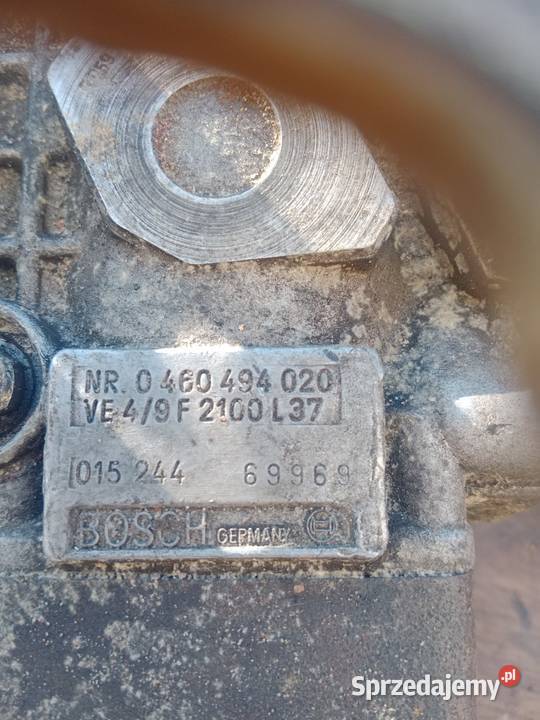 NR. 0 460 494 020
VE 4/9 F 2100 L37
015 244 69969
BOSCH GERMANY
Sprzedajemy.pl